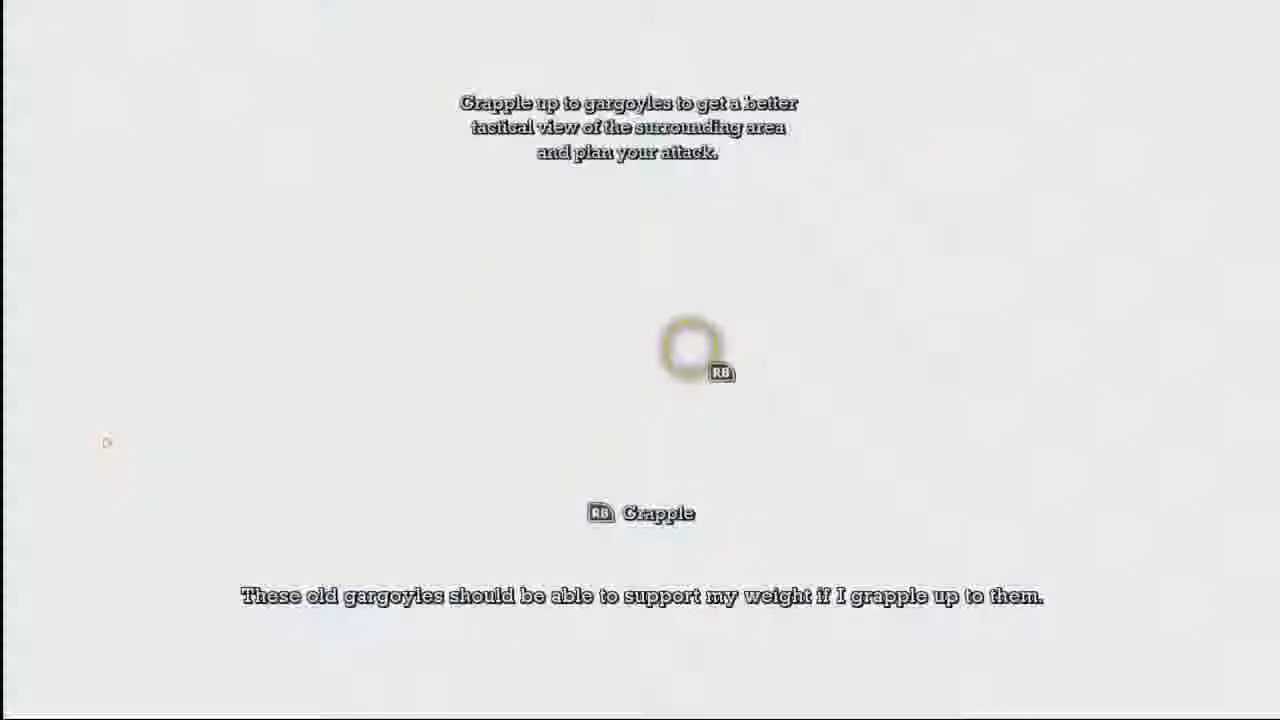 Grapple up to gargoyles to get a better
tactical view of the surrounding area
and plan your attack.
RB
RB Grapple
These old gargoyles should be able to support my weight if I grapple up to them.